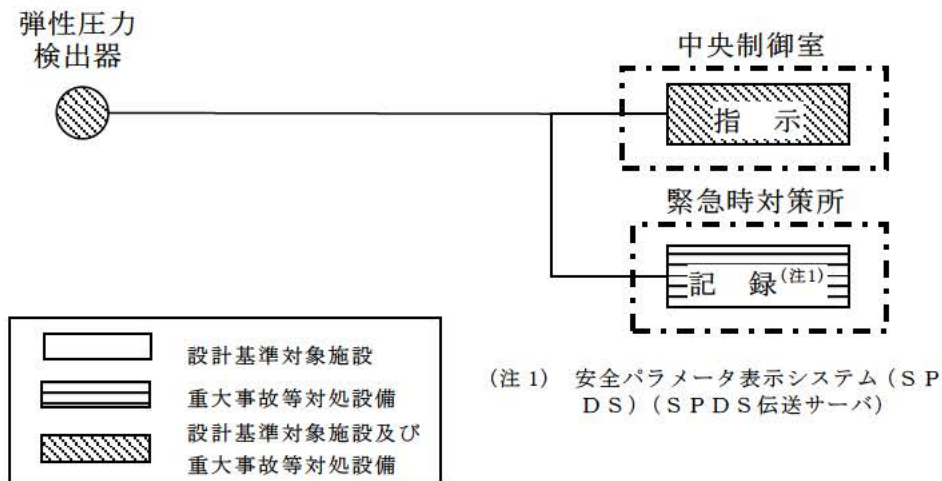 弾性圧力
検出器
中央制御室
指 示
緊急時対策所
記 録(注1)
設計基準対象施設
重大事故等対処設備
設計基準対象施設及び
重大事故等対処設備
(注 1) 安全パラメータ表示システム(SP
DS)(SPDS伝送サーバ)